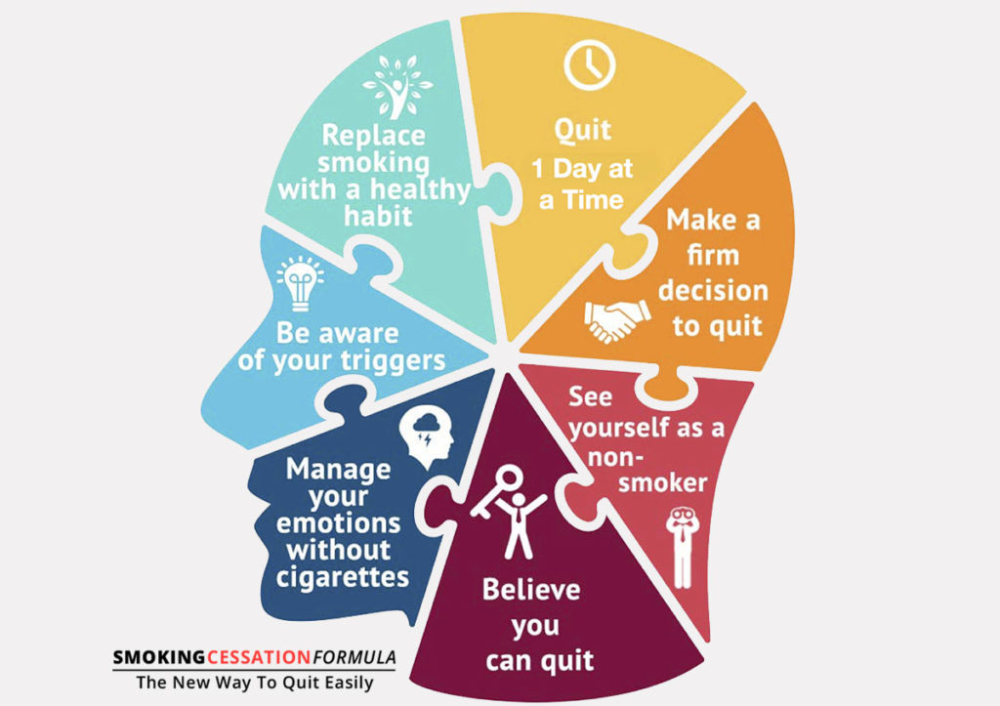 Replace
smoking
with a healthy
habit
Quit
1 Day at
a Time
Make a
firm
decision
to quit
Be aware
of your triggers
See
yourself as a
non-
smoker
Manage
your
emotions
without
cigarettes
Believe
you
can quit
SMOKINGCESSATIONFORMULA
The New Way To Quit Easily